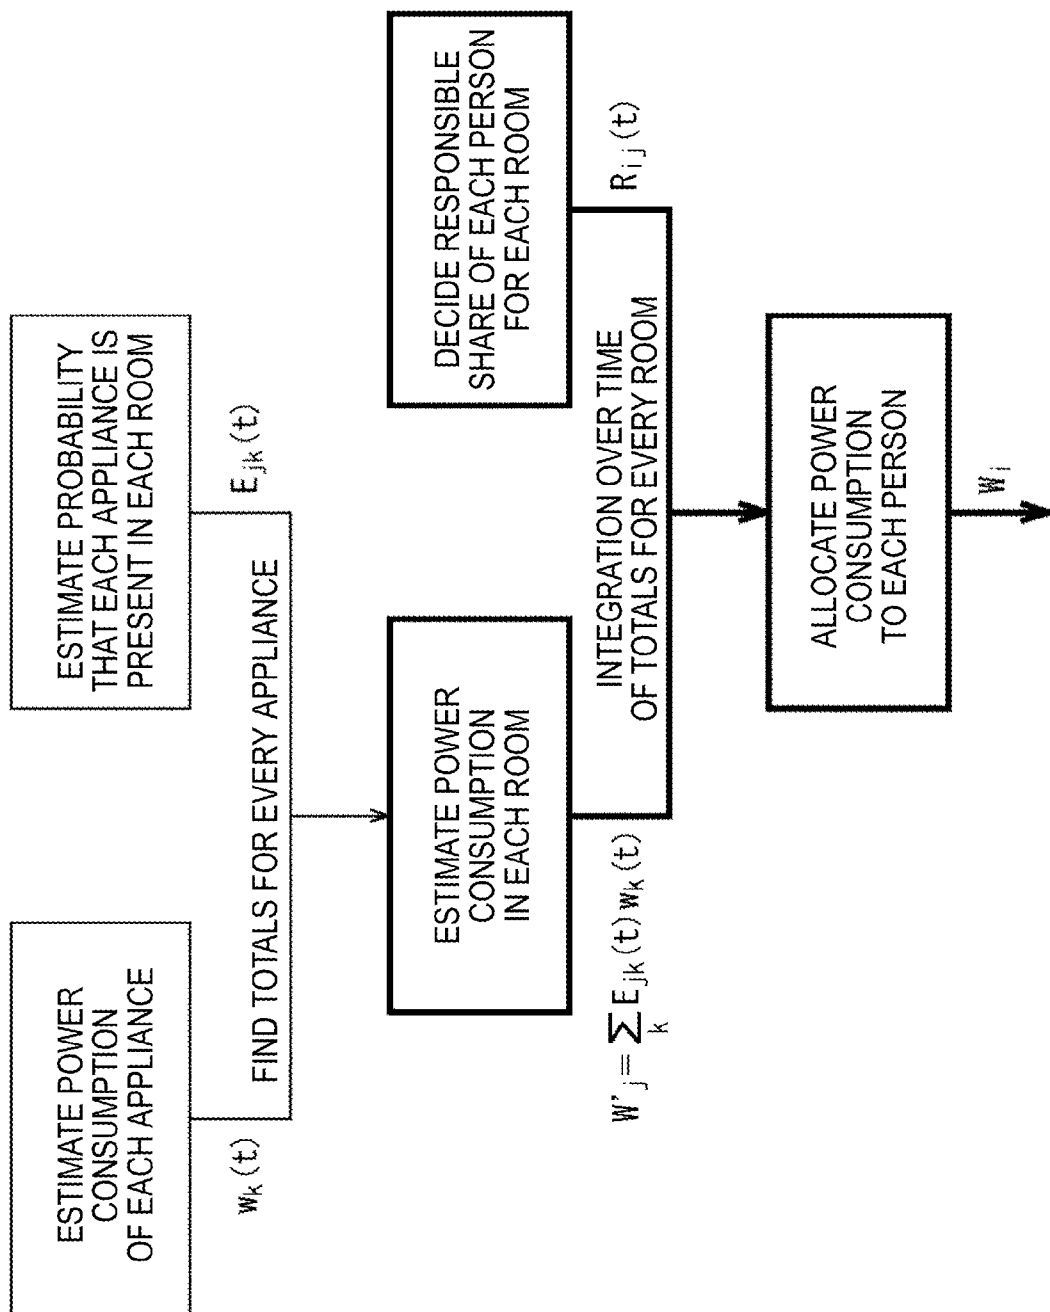 ESTIMATE POWER
CONSUMPTION
OF EACH APPLIANCE
w_k(t)
ESTIMATE PROBABILITY
THAT EACH APPLIANCE IS
PRESENT IN EACH ROOM
E_jk(t)
FIND TOTALS FOR EVERY APPLIANCE
ESTIMATE POWER
CONSUMPTION
IN EACH ROOM
W'_j=∑_k E_jk(t) w_k(t)
DECIDE RESPONSIBLE
SHARE OF EACH PERSON
FOR EACH ROOM
R_ij(t)
INTEGRATION OVER TIME
OF TOTALS FOR EVERY ROOM
ALLOCATE POWER
CONSUMPTION
TO EACH PERSON
W_i